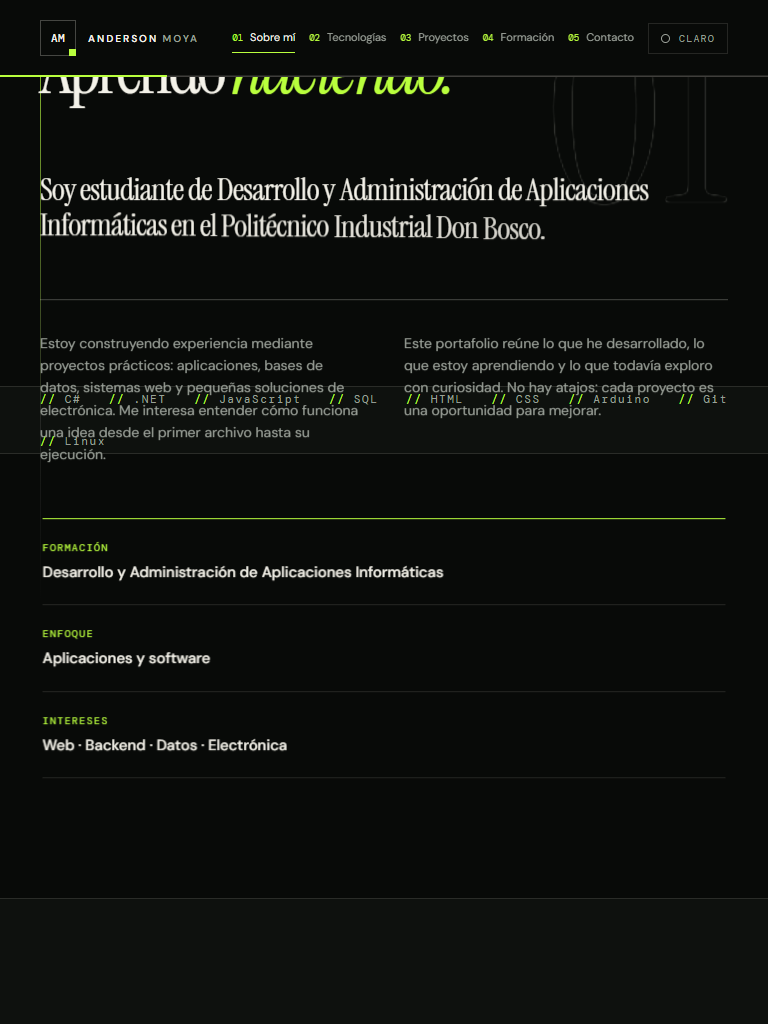 AM ANDERSON MOYA 01 Sobre mí 02 Tecnologías 03 Proyectos 04 Formación 05 Contacto CLARO
Aprendo haciendo.
01
Soy estudiante de Desarrollo y Administración de Aplicaciones
Informáticas en el Politécnico Industrial Don Bosco.
Estoy construyendo experiencia mediante
proyectos prácticos: aplicaciones, bases de
datos, sistemas web y pequeñas soluciones de
electrónica. Me interesa entender cómo funciona
una idea desde el primer archivo hasta su
ejecución.
Este portafolio reúne lo que he desarrollado, lo
que estoy aprendiendo y lo que todavía exploro
con curiosidad. No hay atajos: cada proyecto es
una oportunidad para mejorar.
// C# // .NET // JavaScript // SQL // HTML // CSS // Arduino // Git
// Linux
FORMACIÓN
Desarrollo y Administración de Aplicaciones Informáticas
ENFOQUE
Aplicaciones y software
INTERESES
Web · Backend · Datos · Electrónica